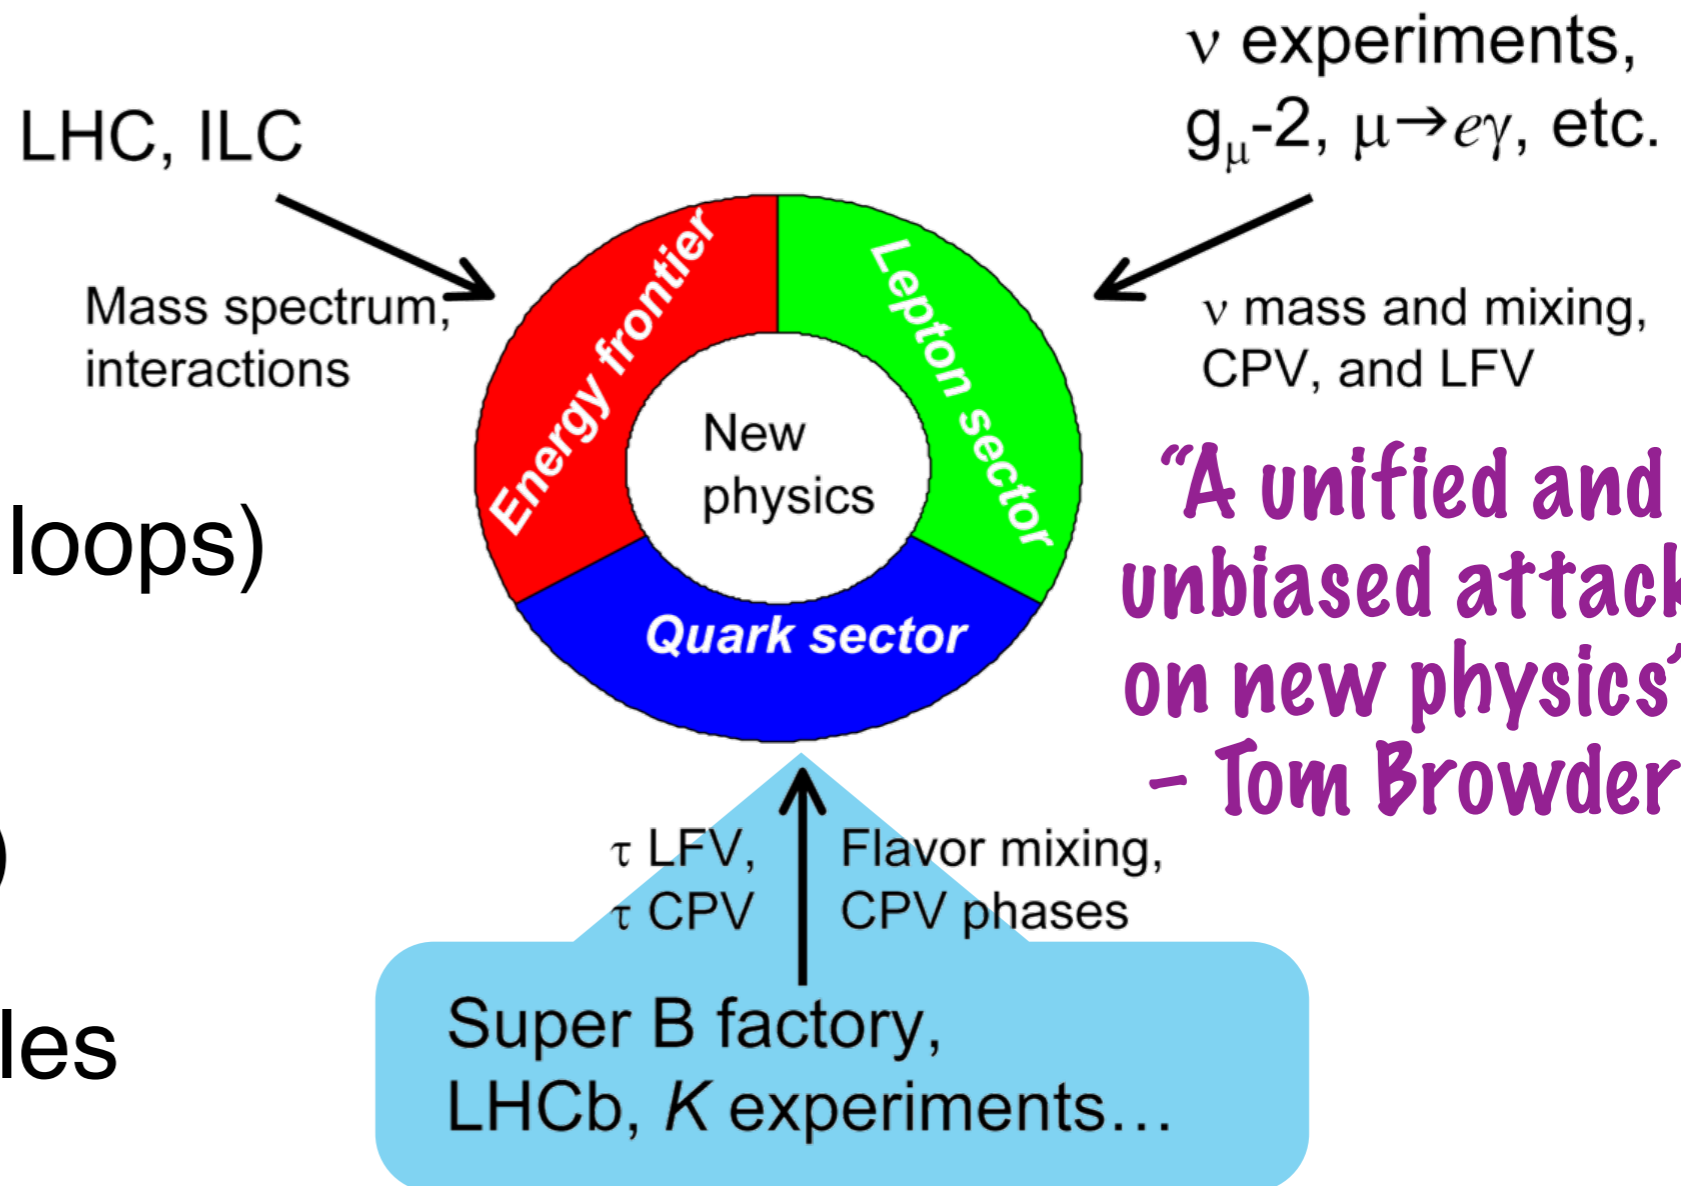 ν experiments,
g_μ-2, μ→eγ, etc.
LHC, ILC
Mass spectrum,
interactions
ν mass and mixing,
CPV, and LFV
Energy frontier
Lepton sector
New
physics
Quark sector
loops)
“A unified and
unbiased attack
on new physics”
– Tom Browder
)
les
τ LFV,
τ CPV
Flavor mixing,
CPV phases
Super B factory,
LHCb, K experiments…